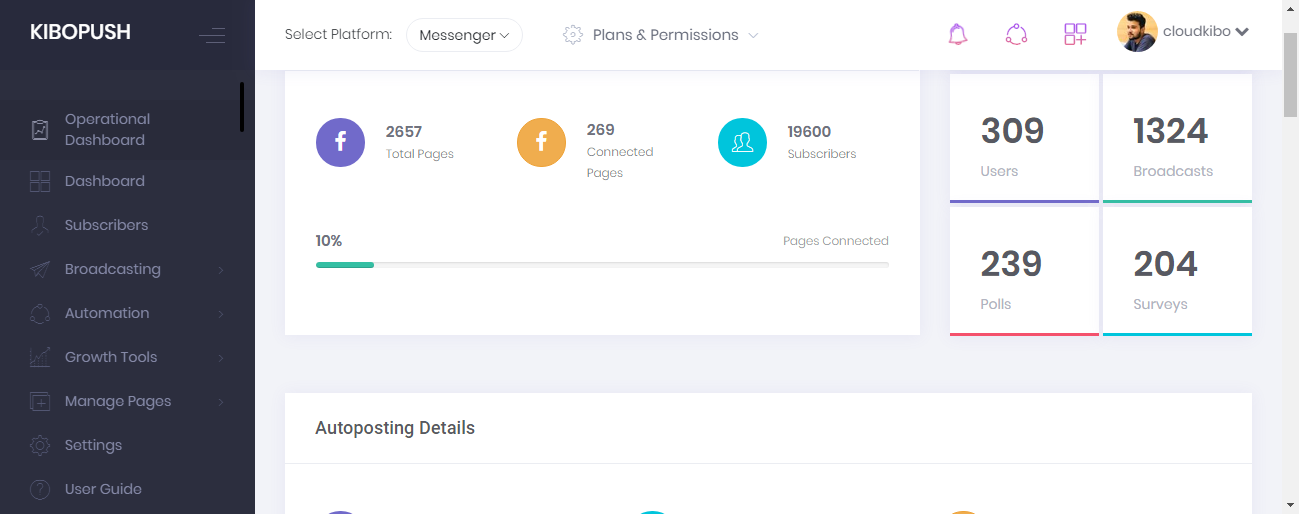 KIBOPUSH
Select Platform:
Messenger
Plans & Permissions
cloudkibo
Operational
Dashboard
Dashboard
Subscribers
Broadcasting
Automation
Growth Tools
Manage Pages
Settings
User Guide
2657
Total Pages
269
Connected
Pages
19600
Subscribers
10%
Pages Connected
309
Users
1324
Broadcasts
239
Polls
204
Surveys
Autoposting Details